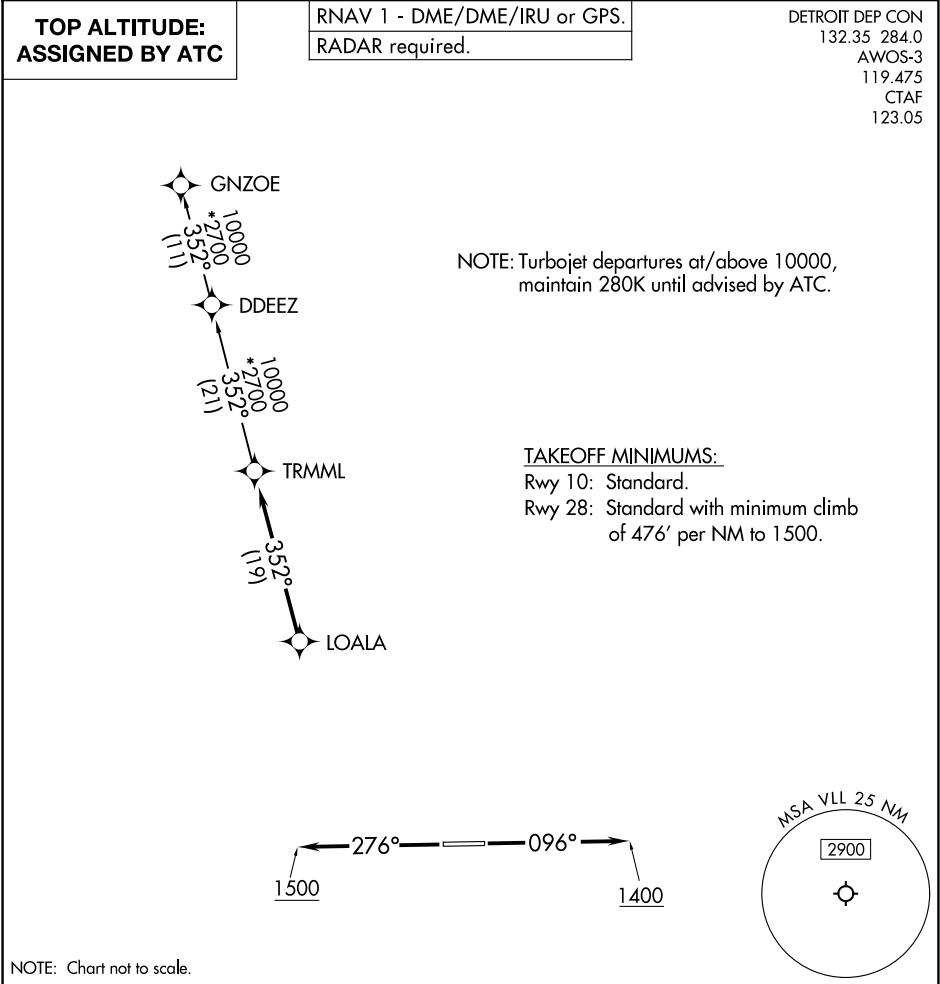 TOP ALTITUDE:
ASSIGNED BY ATC
RNAV 1 - DME/DME/IRU or GPS.
RADAR required.
DETROIT DEP CON
132.35 284.0
AWOS-3
119.475
CTAF
123.05
GNZOE
10000
*2700
352°
(11)
DDEEZ
NOTE: Turbojet departures at/above 10000,
maintain 280K until advised by ATC.
10000
*2700
352°
(21)
TRMML
TAKEOFF MINIMUMS:
Rwy 10: Standard.
Rwy 28: Standard with minimum climb
of 476' per NM to 1500.
352°
(19)
LOALA
MSA VLL 25 NM
2900
276°
096°
1500
1400
NOTE: Chart not to scale.